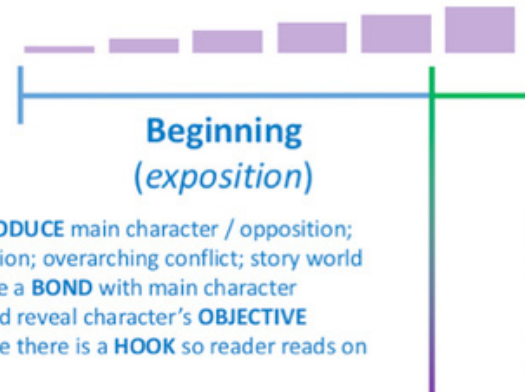 Beginning
(exposition)
ODUCE main character / opposition;
ion; overarching conflict; story world
e a BOND with main character
d reveal character's OBJECTIVE
e there is a HOOK so reader reads on